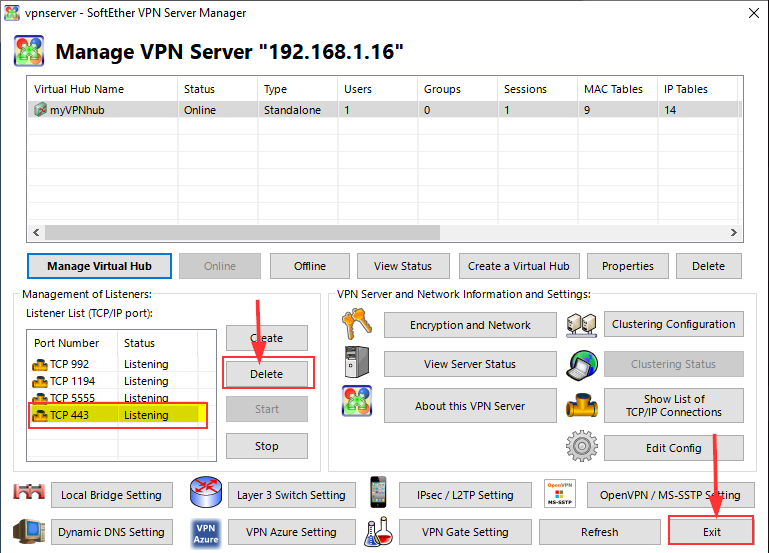 vpnserver - SoftEther VPN Server Manager
Manage VPN Server "192.168.1.16"
Virtual Hub Name Status Type Users Groups Sessions MAC Tables IP Tables
myVPNhub Online Standalone 1 0 1 9 14
Manage Virtual Hub Online Offline View Status Create a Virtual Hub Properties Delete
Management of Listeners:
Listener List (TCP/IP port):
Port Number Status
TCP 992 Listening
TCP 1194 Listening
TCP 5555 Listening
TCP 443 Listening
Create
Delete
Start
Stop
VPN Server and Network Information and Settings:
Encryption and Network
Clustering Configuration
View Server Status
Clustering Status
About this VPN Server
Show List of
TCP/IP Connections
Edit Config
Local Bridge Setting
Layer 3 Switch Setting
IPsec / L2TP Setting
OpenVPN
MS-SSTP
OpenVPN / MS-SSTP Setting
Dynamic DNS Setting
VPN
Azure
VPN Azure Setting
VPN Gate Setting
Refresh
Exit